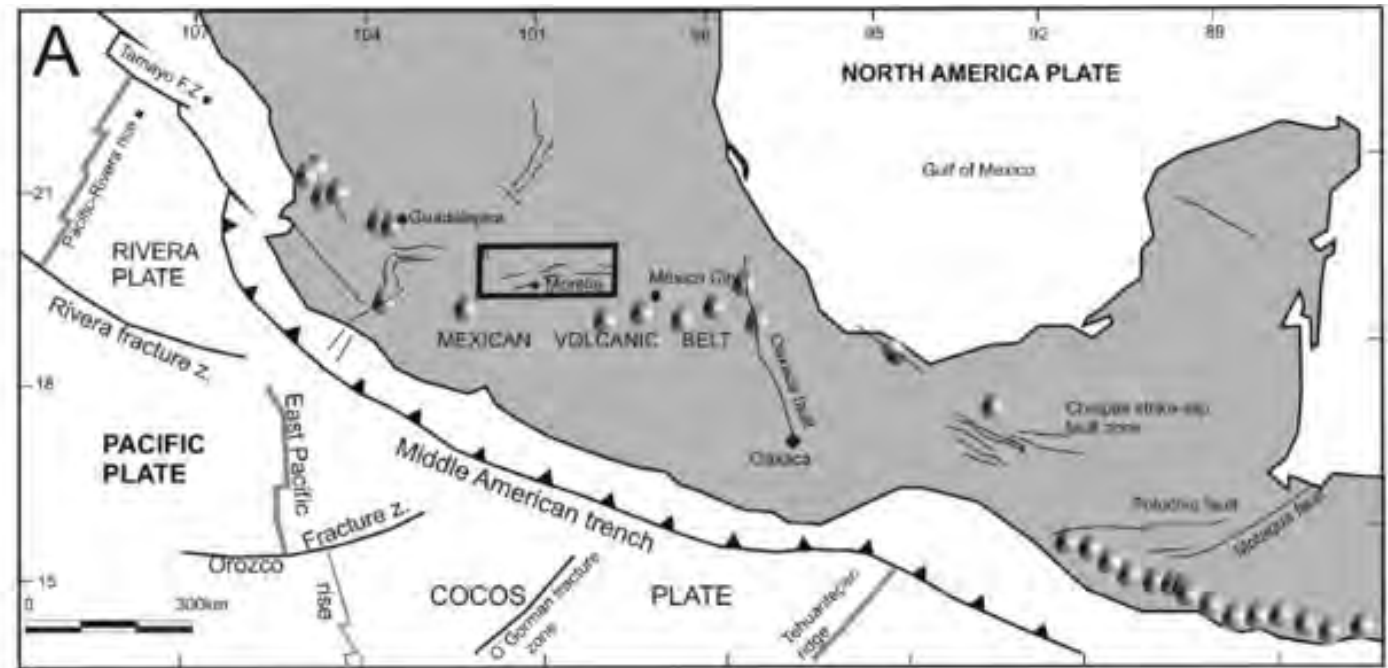 A
107
104
101
98
95
92
89
Tamayo F.Z
NORTH AMERICA PLATE
Pacific-Rivera rise
Gulf of Mexico
21
Guadalajara
RIVERA
PLATE
Morelia
México City
Rivera fracture z.
MEXICAN VOLCANIC BELT
Oaxaca fault
18
East Pacific
Chiapas strike-slip
fault zone
PACIFIC
PLATE
Oaxaca
Middle American trench
Polochic fault
Motagua fault
Fracture z.
Orozco
15
rise
COCOS PLATE
O'Gorman fracture
zone
Tehuantepec
ridge
0 300km